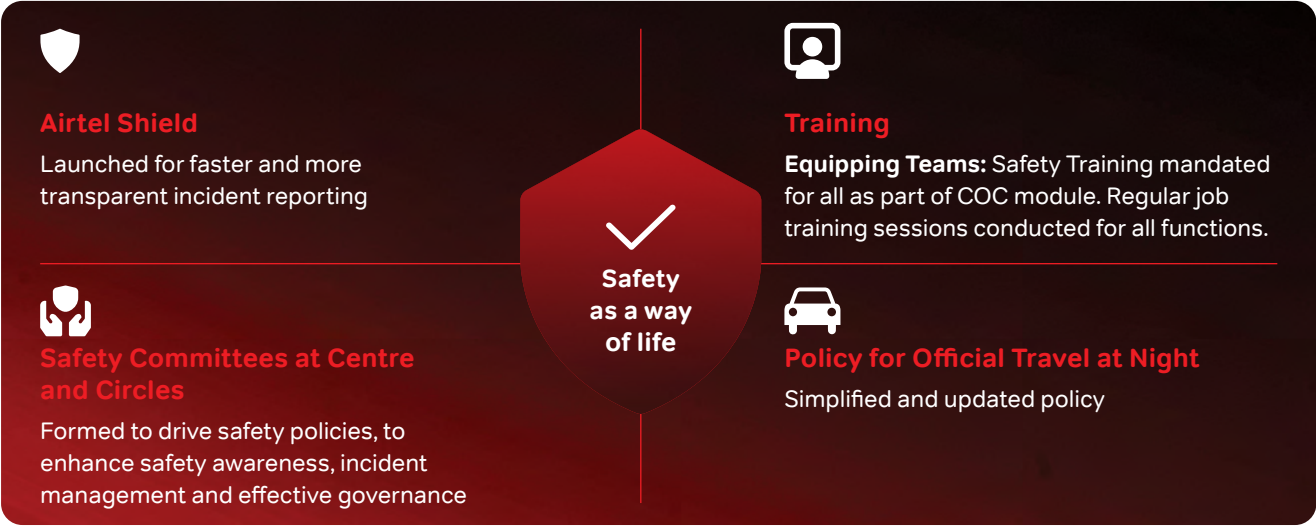 Airtel Shield
Launched for faster and more
transparent incident reporting
Training
Equipping Teams: Safety Training mandated
for all as part of COC module. Regular job
training sessions conducted for all functions.
Safety
as a way
of life
Safety Committees at Centre
and Circles
Formed to drive safety policies, to
enhance safety awareness, incident
management and effective governance
Policy for Official Travel at Night
Simplified and updated policy